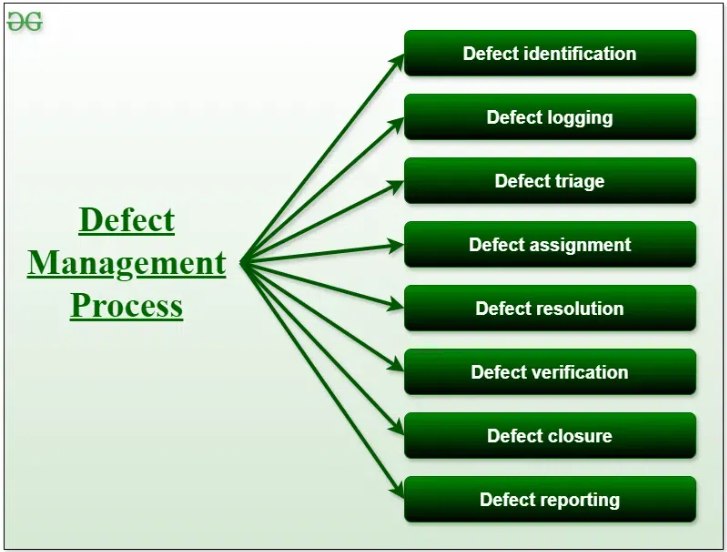 Defect
Management
Process
Defect identification
Defect logging
Defect triage
Defect assignment
Defect resolution
Defect verification
Defect closure
Defect reporting